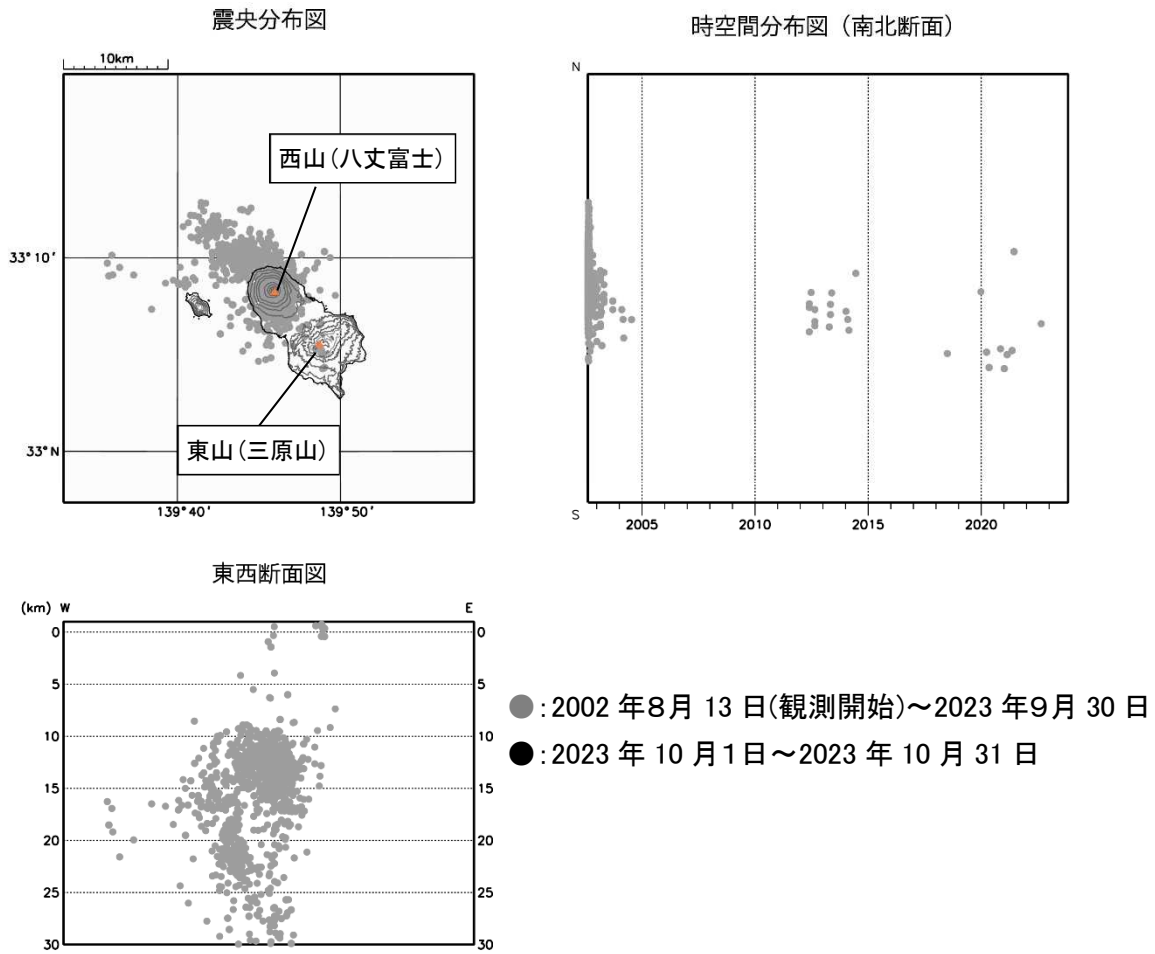 震央分布図
時空間分布図（南北断面）
10km
N
西山(八丈富士)
33°10′
東山(三原山)
33°N
139°40′
139°50′
S
2005
2010
2015
2020
東西断面図
(km) W
E
0
0
5
5
10
10
15
15
20
20
25
25
30
30
●:2002 年８月 13 日(観測開始)～2023 年９月 30 日
●:2023 年 10 月１日～2023 年 10 月 31 日